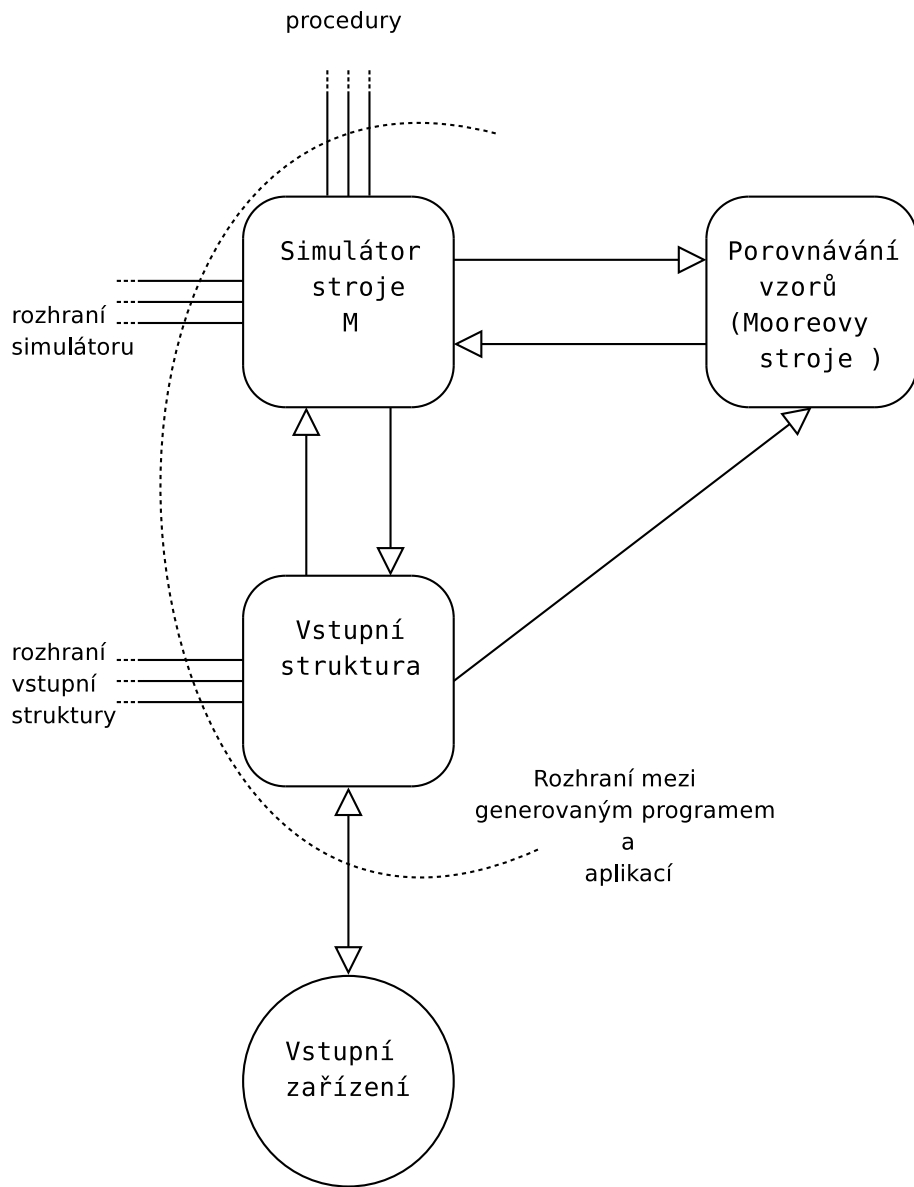 procedury
Simulátor
stroje
M
Porovnávání
vzorů
(Mooreovy
stroje )
rozhraní
simulátoru
Vstupní
struktura
rozhraní
vstupní
struktury
Rozhraní mezi
generovaným programem
a
aplikací
Vstupní
zařízení